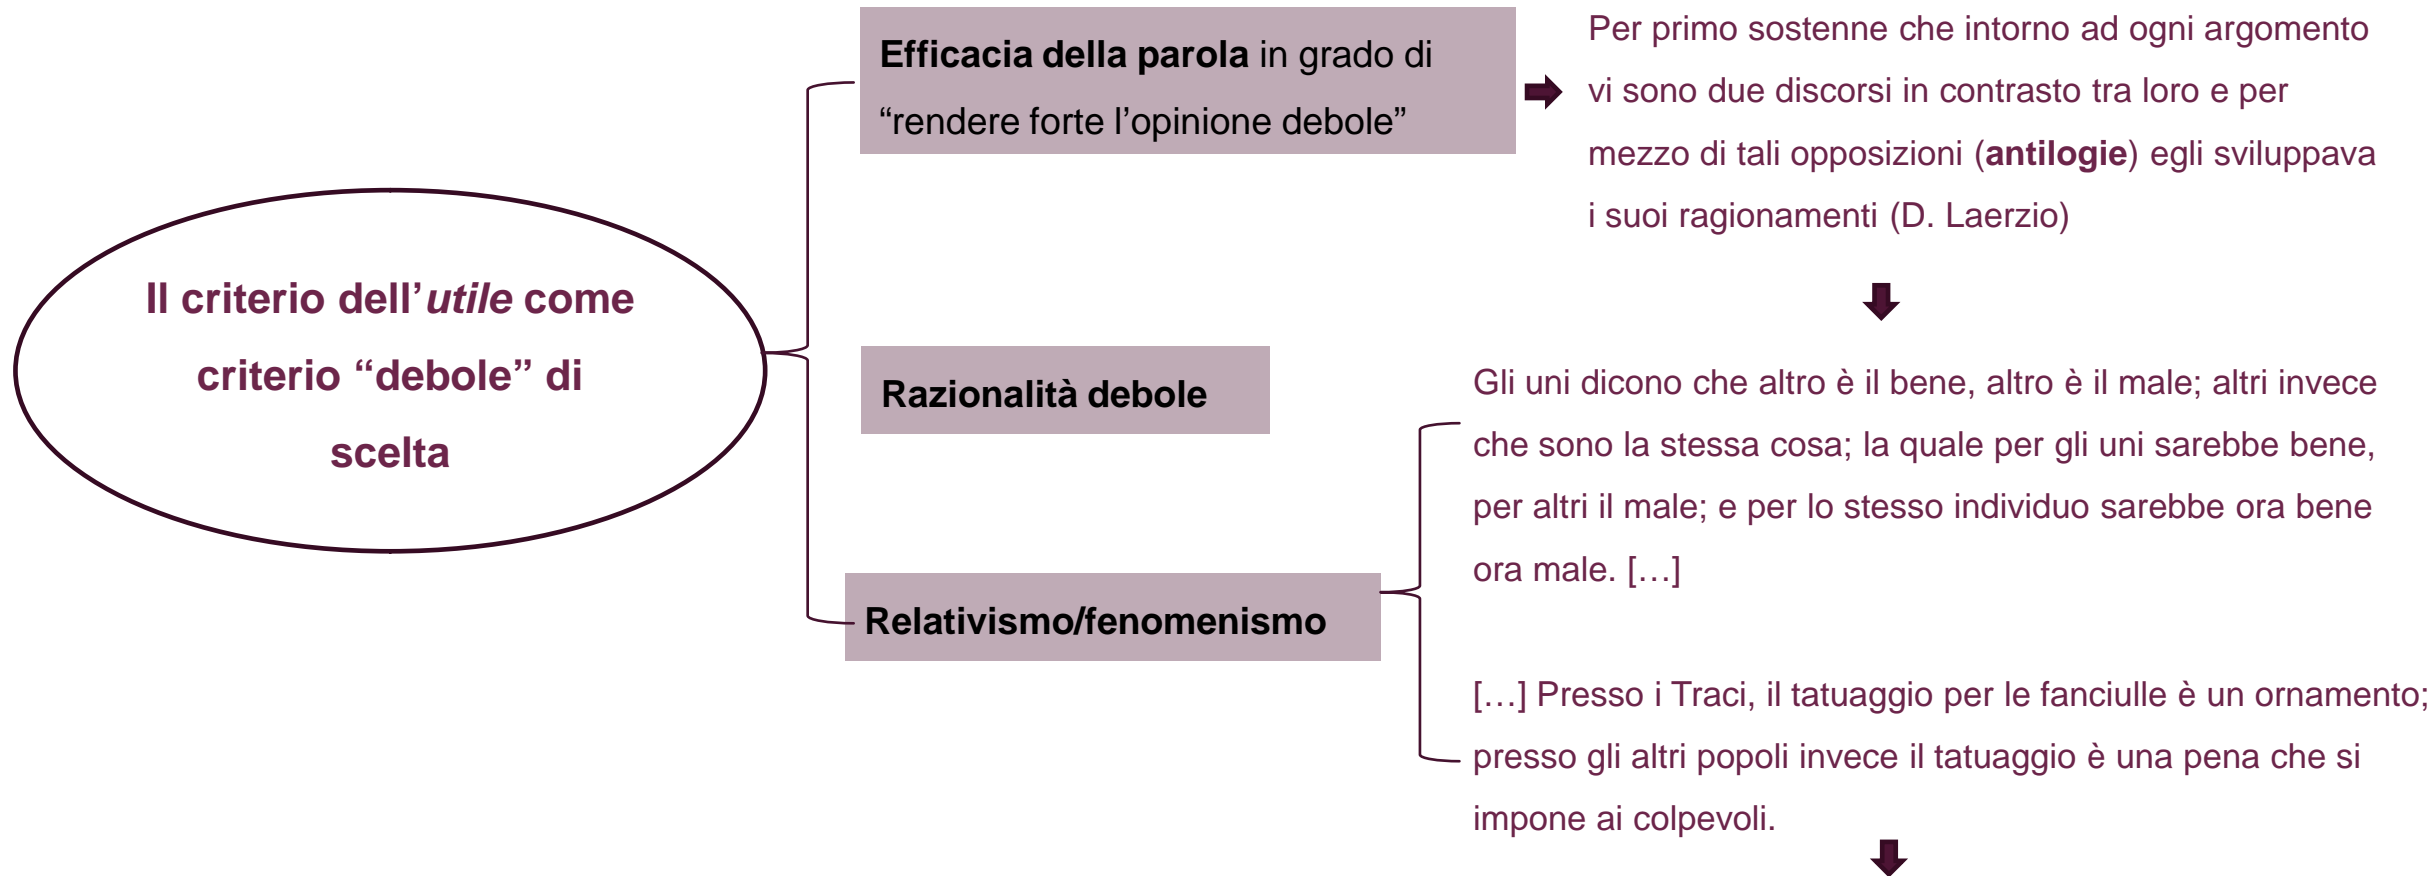 Il criterio dell’utile come
criterio “debole” di
scelta
Efficacia della parola in grado di
“rendere forte l’opinione debole”
Per primo sostenne che intorno ad ogni argomento
vi sono due discorsi in contrasto tra loro e per
mezzo di tali opposizioni (antilogie) egli sviluppava
i suoi ragionamenti (D. Laerzio)
Razionalità debole
Relativismo/fenomenismo
Gli uni dicono che altro è il bene, altro è il male; altri invece
che sono la stessa cosa; la quale per gli uni sarebbe bene,
per altri il male; e per lo stesso individuo sarebbe ora bene
ora male. […]
[…] Presso i Traci, il tatuaggio per le fanciulle è un ornamento;
presso gli altri popoli invece il tatuaggio è una pena che si
impone ai colpevoli.